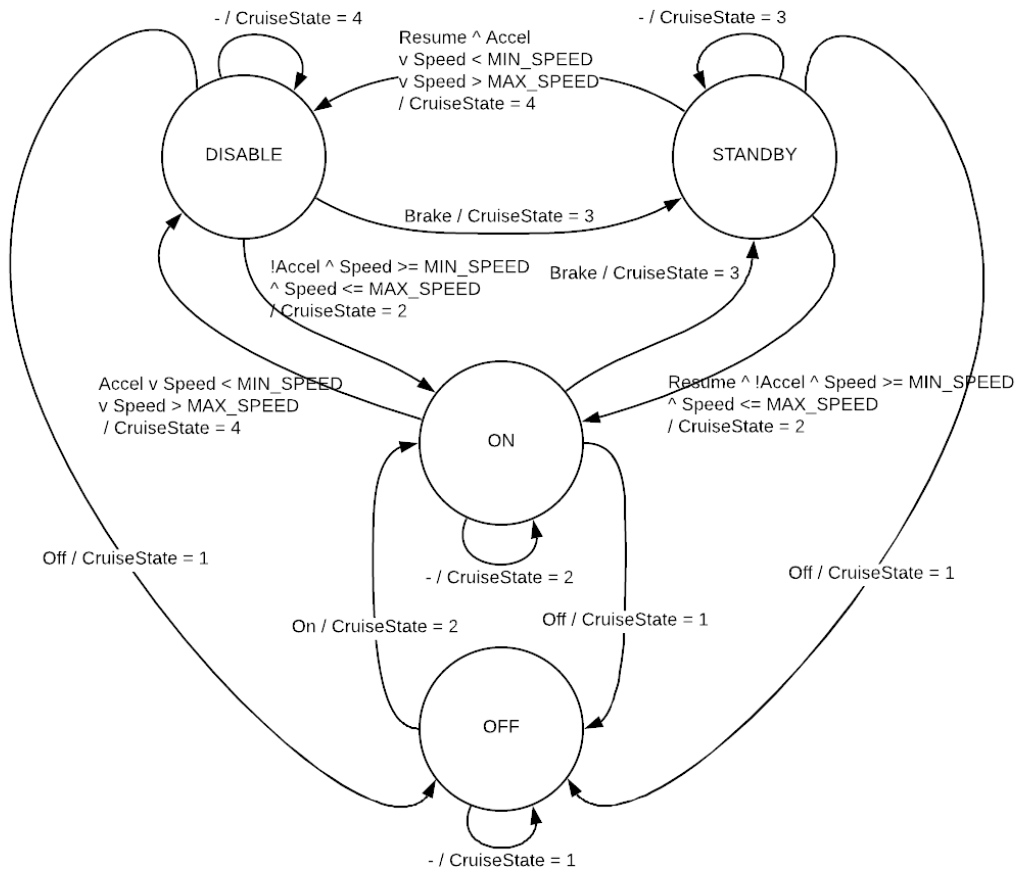 - / CruiseState = 4
- / CruiseState = 3
Resume ^ Accel
v Speed < MIN_SPEED
v Speed > MAX_SPEED
/ CruiseState = 4
DISABLE
STANDBY
Brake / CruiseState = 3
!Accel ^ Speed >= MIN_SPEED
^ Speed <= MAX_SPEED
/ CruiseState = 2
Brake / CruiseState = 3
Accel v Speed < MIN_SPEED
v Speed > MAX_SPEED
/ CruiseState = 4
Resume ^ !Accel ^ Speed >= MIN_SPEED
^ Speed <= MAX_SPEED
/ CruiseState = 2
ON
- / CruiseState = 2
Off / CruiseState = 1
Off / CruiseState = 1
On / CruiseState = 2
Off / CruiseState = 1
OFF
- / CruiseState = 1